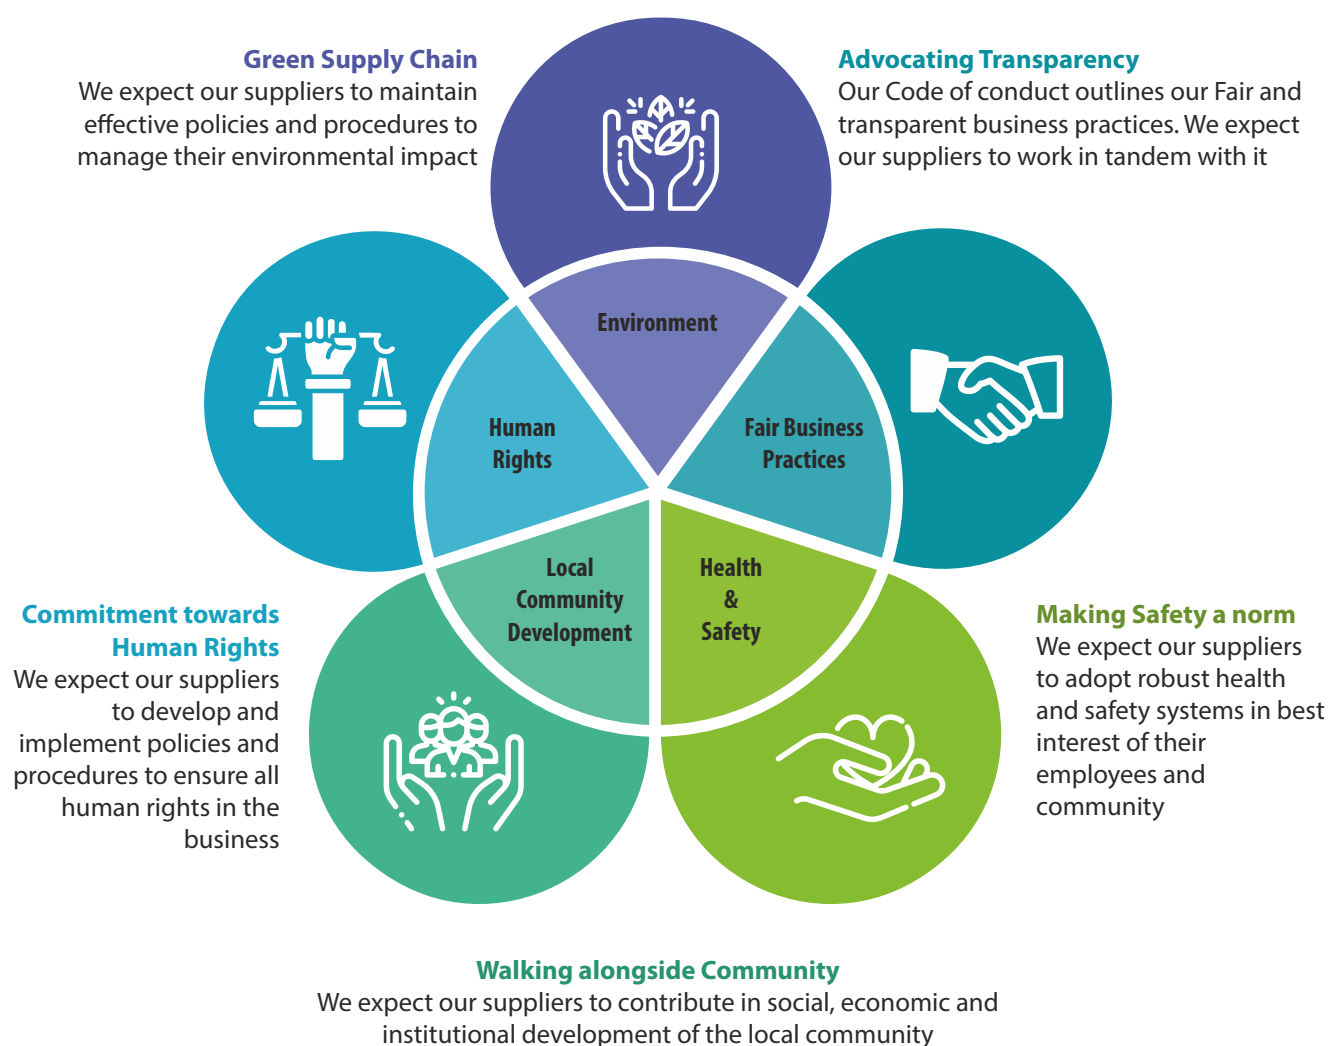 Green Supply Chain
We expect our suppliers to maintain
effective policies and procedures to
manage their environmental impact
Advocating Transparency
Our Code of conduct outlines our Fair and
transparent business practices. We expect
our suppliers to work in tandem with it
Environment
Human
Rights
Fair Business
Practices
Local
Community
Development
Health
&
Safety
Commitment towards
Human Rights
We expect our suppliers
to develop and
implement policies and
procedures to ensure all
human rights in the
business
Making Safety a norm
We expect our suppliers
to adopt robust health
and safety systems in best
interest of their
employees and
community
Walking alongside Community
We expect our suppliers to contribute in social, economic and
institutional development of the local community